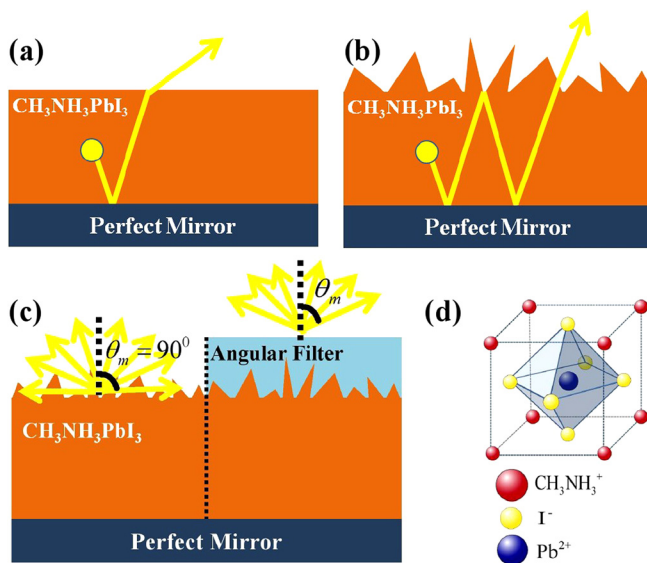 (a)
CH₃NH₃PbI₃
Perfect Mirror
(b)
CH₃NH₃PbI₃
Perfect Mirror
(c)
θₘ = 90⁰
θₘ
Angular Filter
CH₃NH₃PbI₃
Perfect Mirror
(d)
CH₃NH₃⁺
I⁻
Pb²⁺